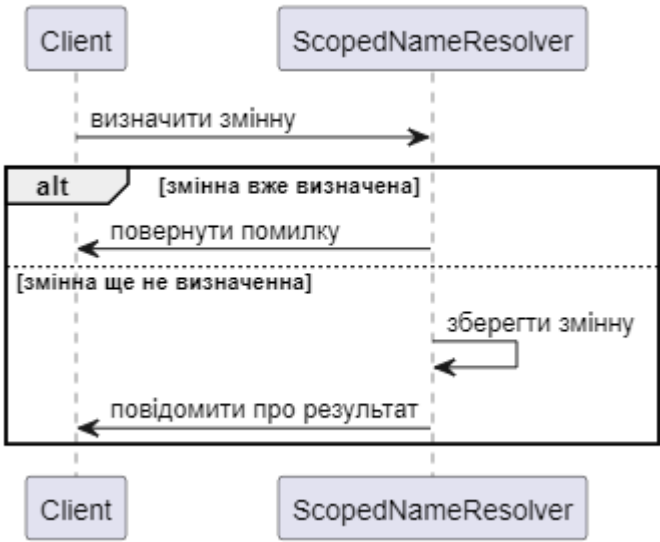 Client ScopedNameResolver
визначити змінну
alt [змінна вже визначена]
повернути помилку
[змінна ще не визначенна]
зберегти змінну
повідомити про результат
Client ScopedNameResolver